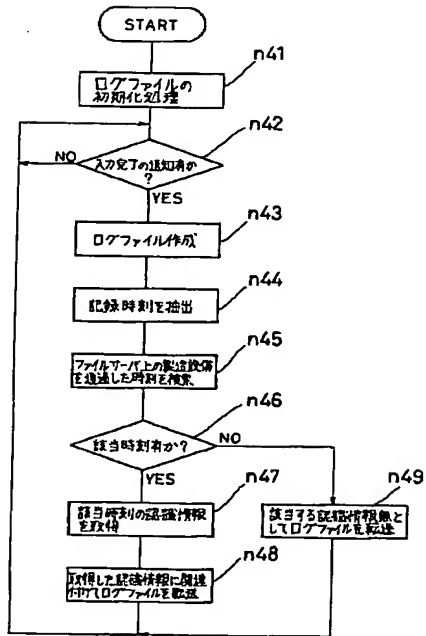 START
n41
ログファイルの
初期化処理
n42
入力完了の通知有か
?
NO
YES
n43
ログファイル作成
n44
記録時刻を抽出
n45
ファイルサーバ上の製造設備
を通過した時刻を検索
n46
該当時刻有か?
NO
YES
n47
該当時刻の認識情報
を取得
n49
該当する認識情報無と
してログファイルを転送
n48
取得した認識情報に関連
付けてログファイルを転送